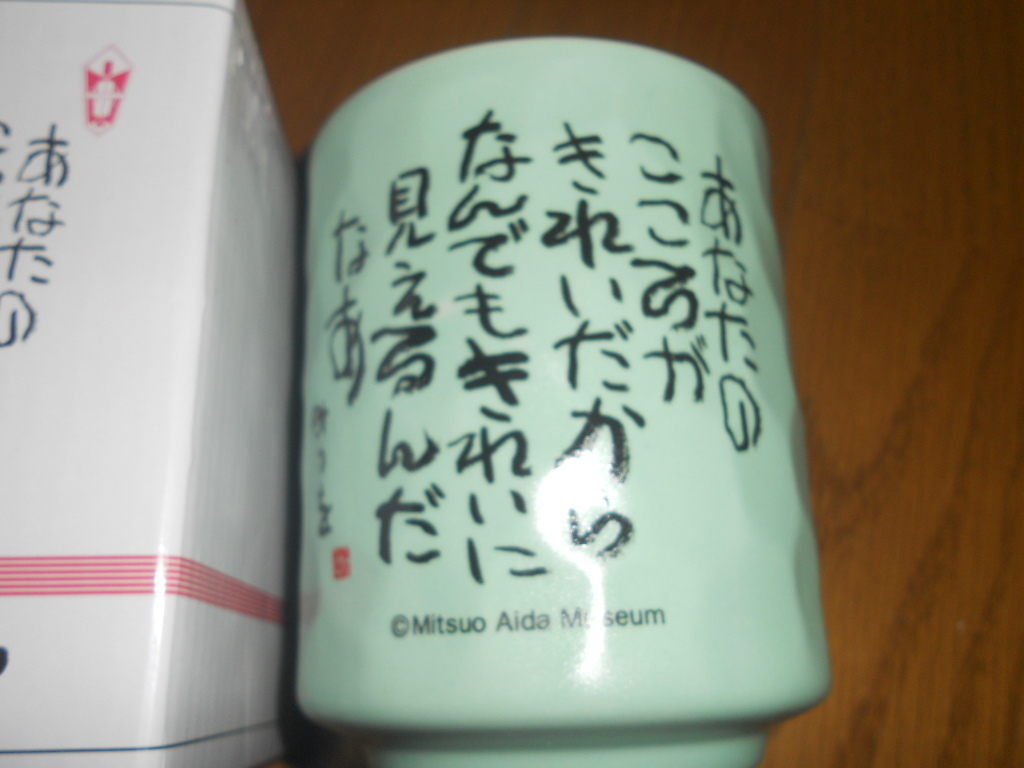 あなたの
あなたの
こころが
きれいだから
なんでもきれいに
見えるんだ
なあ
©Mitsuo Aida Museum